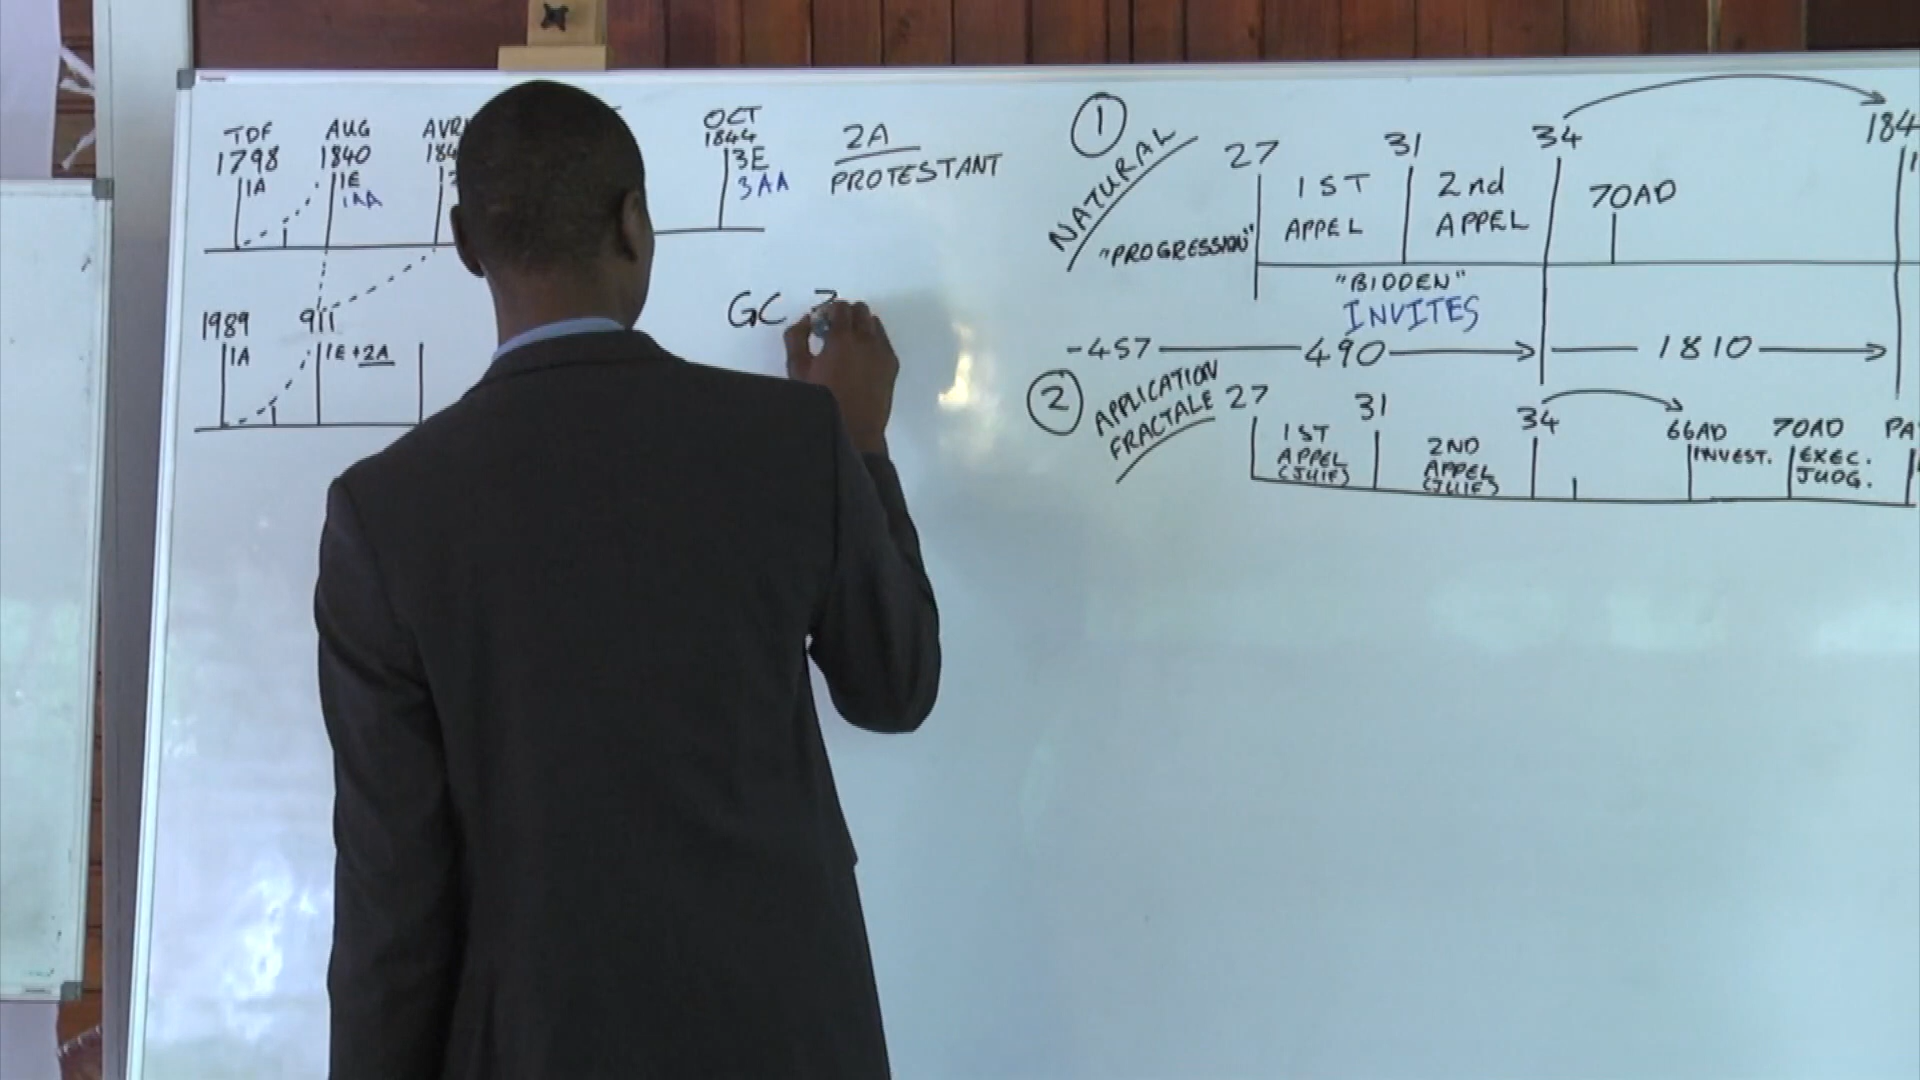 TDF
1798
1A
AUG
1840
1E
1AA
OCT
1844
3E
3AA
2A
PROTESTANT
1989
1A
911
1E + 2A
GC
1
NATURAL
"PROGRESSION"
27
1ST
APPEL
31
2nd
APPEL
34
70AD
184
"BIDDEN"
INVITES
-457
490
1810
2
APPLICATION
FRACTALE
27
1ST
APPEL
(JUIF)
31
2ND
APPEL
(JUIF)
34
66AD
INVEST.
70AD
EXEC.
JUDG.